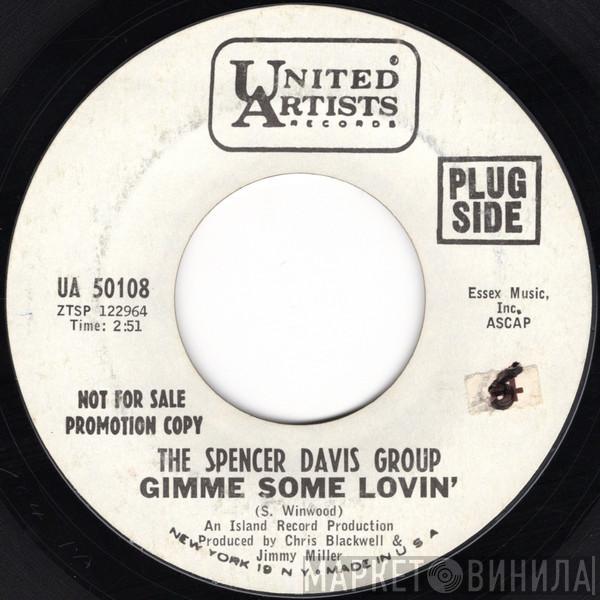 UNITED
ARTISTS
RECORDS
PLUG
SIDE
UA 50108
ZTSP 122964
Time: 2:51
Essex Music,
Inc.
ASCAP
NOT FOR SALE
PROMOTION COPY
THE SPENCER DAVIS GROUP
GIMME SOME LOVIN'
(S. Winwood)
An Island Record Production
Produced by Chris Blackwell &
Jimmy Miller
NEW YORK 19 N.Y. • MADE IN U S A
МАРКЕТ ВИНИЛА